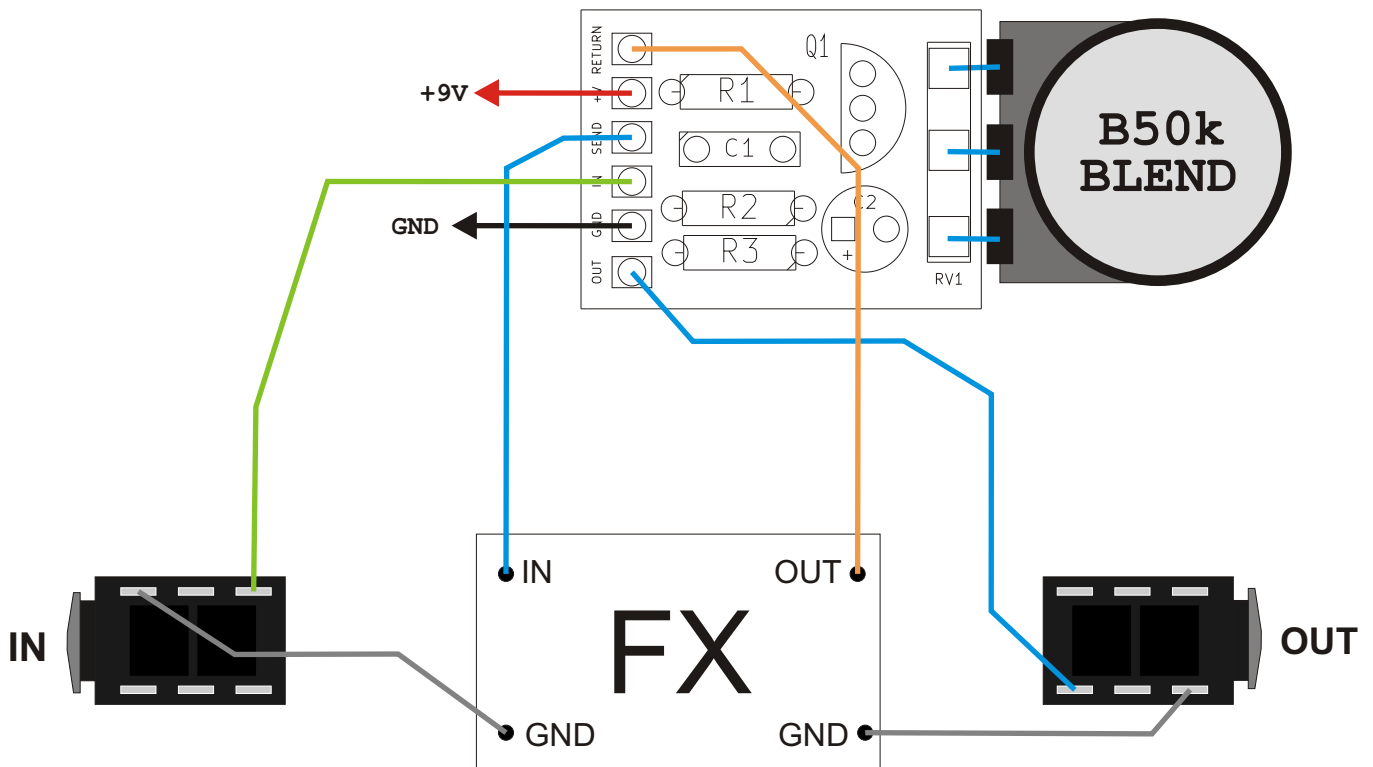 RETURN
+V
SEND
IN
GND
OUT
+9V
GND
R1
C1
R2
R3
Q1
C2
+
RV1
B50k
BLEND
IN
OUT
FX
GND
GND
IN
OUT